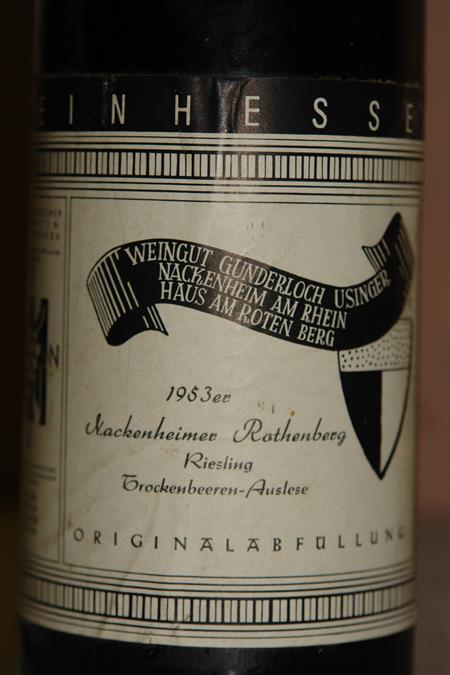 EINHESSE
WEINGUT GUNDERLOCH USINGER
NACKENHEIM AM RHEIN
HAUS AM ROTEN BERG
1953er
Nackenheimer Rothenberg
Riesling
Trockenbeeren-Auslese
ORIGINALABFÜLLUNG